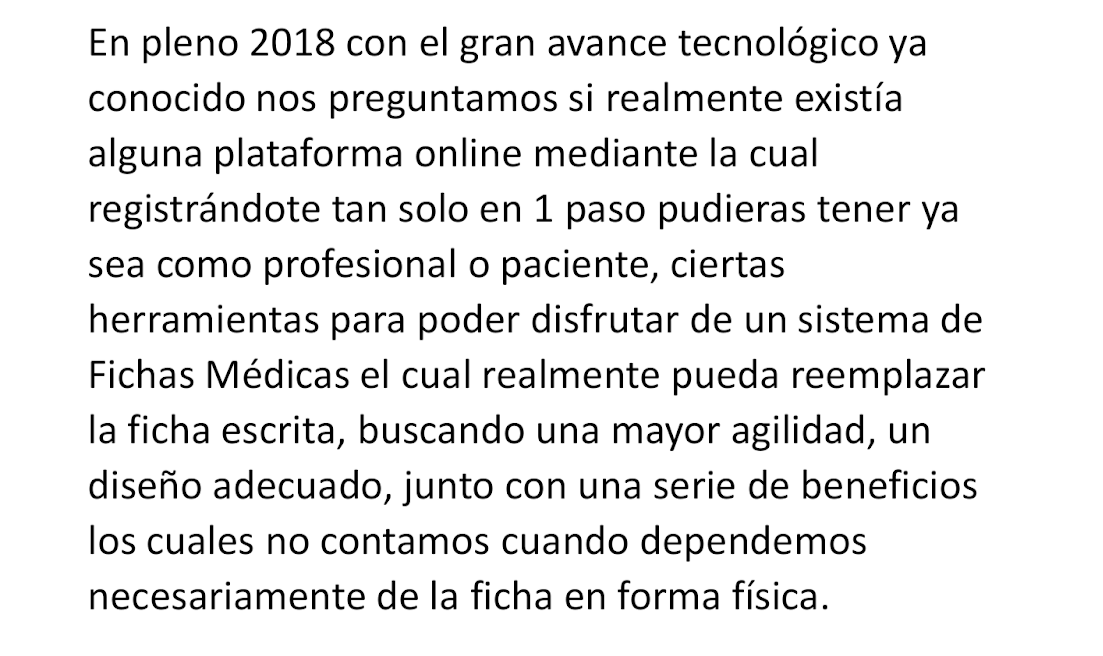 En pleno 2018 con el gran avance tecnológico ya
conocido nos preguntamos si realmente existía
alguna plataforma online mediante la cual
registrándote tan solo en 1 paso pudieras tener ya
sea como profesional o paciente, ciertas
herramientas para poder disfrutar de un sistema de
Fichas Médicas el cual realmente pueda reemplazar
la ficha escrita, buscando una mayor agilidad, un
diseño adecuado, junto con una serie de beneficios
los cuales no contamos cuando dependemos
necesariamente de la ficha en forma física.